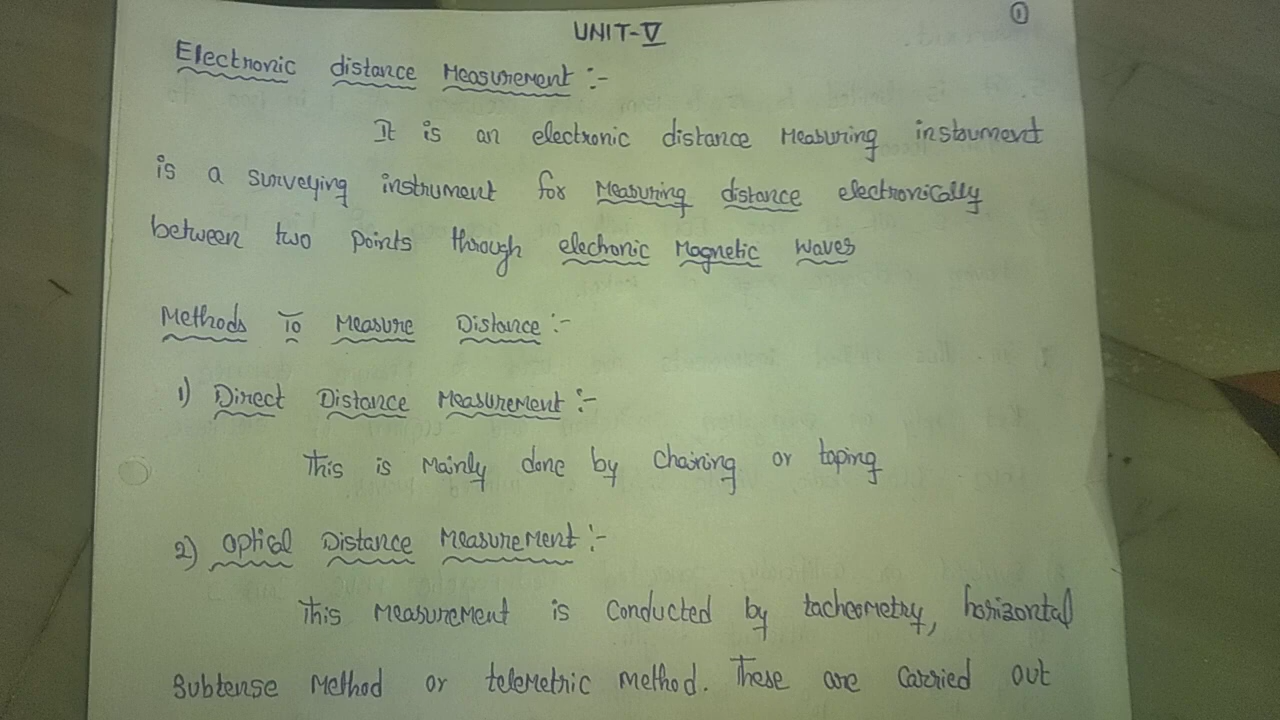 ①
UNIT-V
Electronic distance Measurement :-
It is an electronic distance Measuring instoument
is a surveying instrument for Measuring distance electronically
between two points through electronic Magnetic waves
Methods To Measure Distance :-
1) Direct Distance Measurement :-
This is Mainly done by Chaining or taping
2) Optical Distance Measurement :-
This Measurement is Conducted by tacheometry, horizontal
Subtense Method or telemetric method. These are Carried out